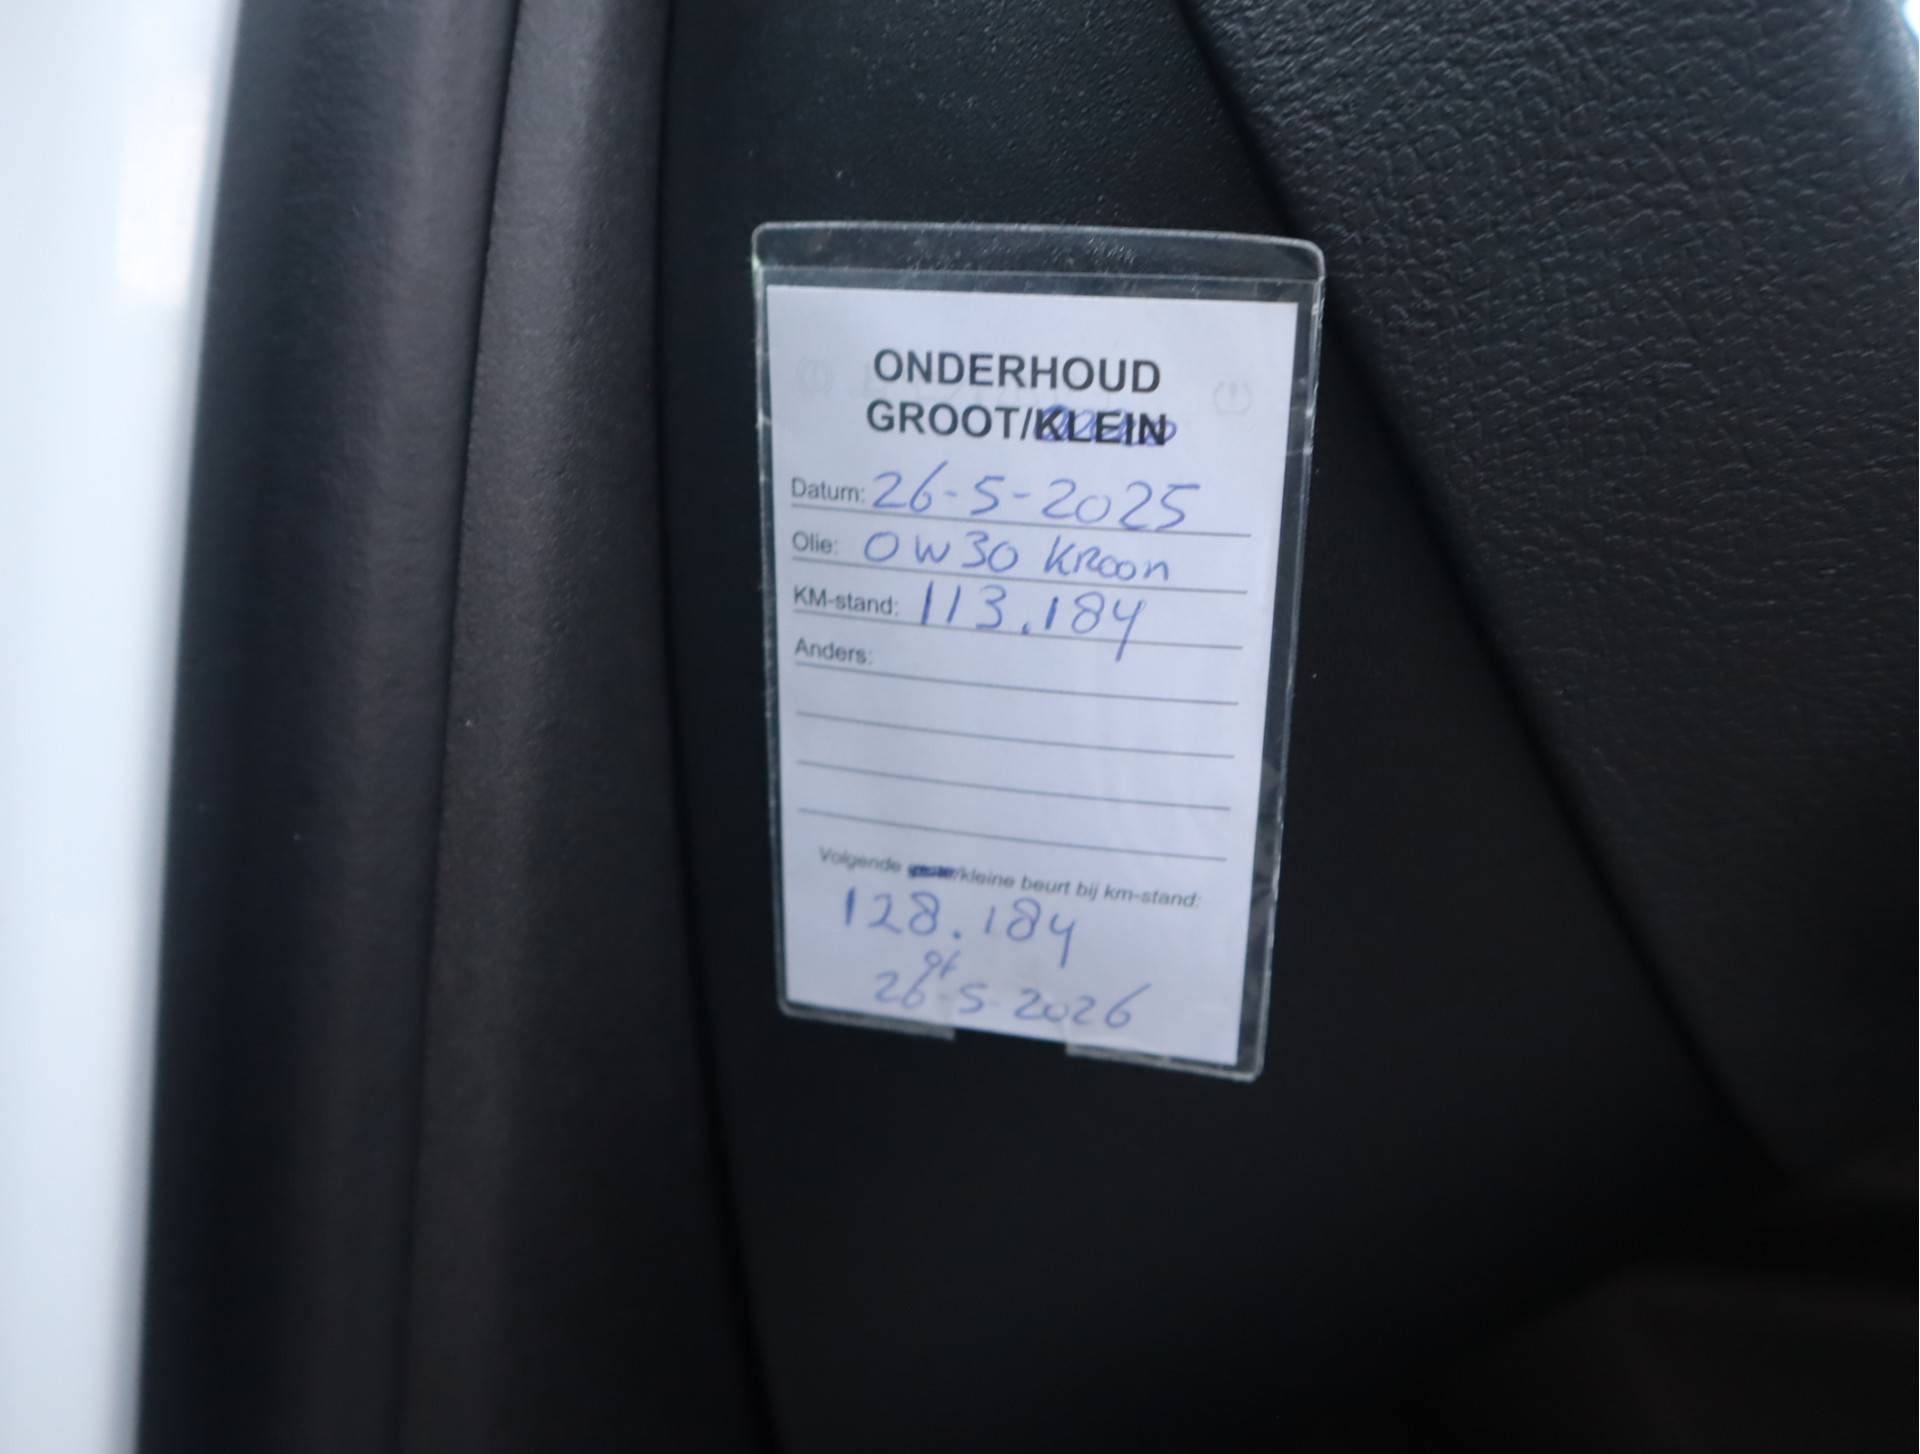 ONDERHOUD
GROOT/KLEIN
Datum: 26-5-2025
Olie: 0W30 KROON
KM-stand: 113.184
Anders:
Volgende /kleine beurt bij km-stand:
128.184
of
26-5-2026